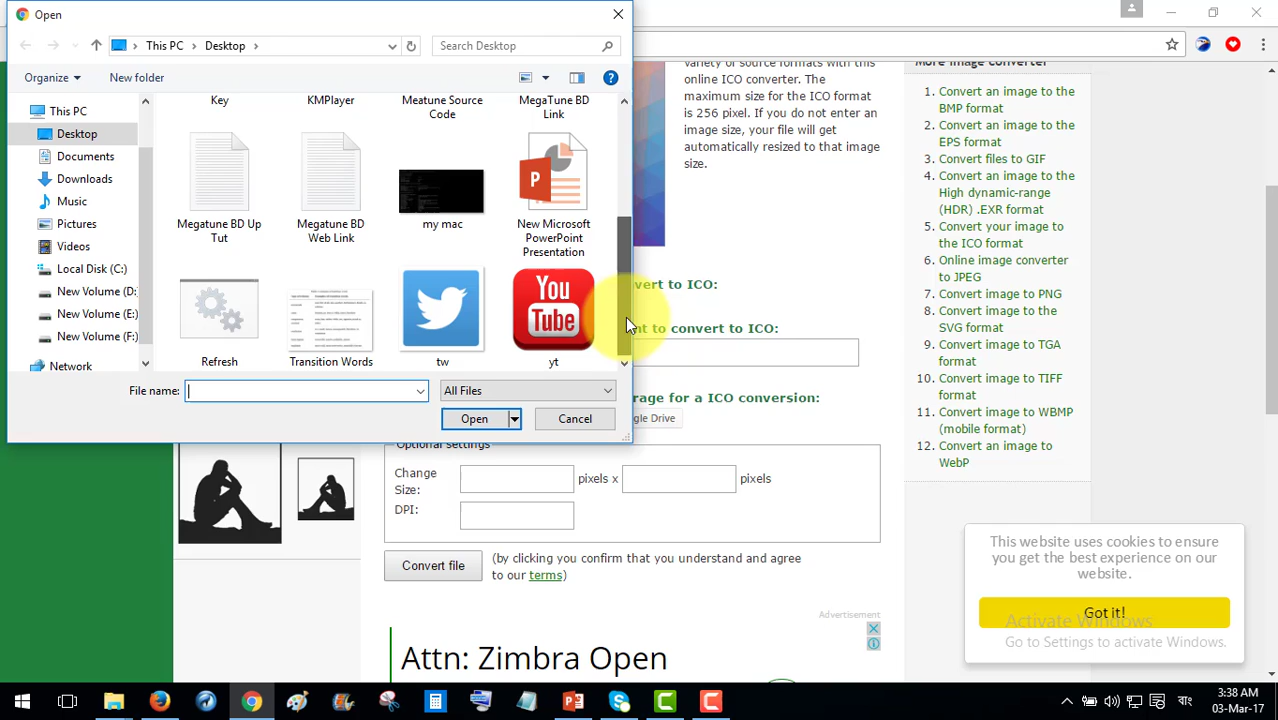 Open
This PC
Desktop
Search Desktop
Organize
New folder
This PC
Desktop
Documents
Downloads
Music
Pictures
Videos
Local Disk (C:)
New Volume (D:
New Volume (E:)
New Volume (F:)
Network
Key
KMPlayer
Meatune Source
Code
MegaTune BD
Link
Megatune BD Up
Tut
Megatune BD
Web Link
my mac
New Microsoft
PowerPoint
Presentation
Refresh
Transition Words
tw
You
Tube
yt
File name:
All Files
Open
Cancel
variety of source formats with this
online ICO converter. The
maximum size for the ICO format
is 256 pixel. If you do not enter an
image size, your file will get
automatically resized to that image
size.
vert to ICO:
t to convert to ICO:
rage for a ICO conversion:
gle Drive
Optional settings
Change
Size:
pixels x
pixels
DPI:
Convert file
(by clicking you confirm that you understand and agree
to our terms)
Advertisement
Attn: Zimbra Open
More image converter
1. Convert an image to the
BMP format
2. Convert an image to the
EPS format
3. Convert files to GIF
4. Convert an image to the
High dynamic-range
(HDR) .EXR format
5. Convert your image to
the ICO format
6. Online image converter
to JPEG
7. Convert image to PNG
8. Convert image to the
SVG format
9. Convert image to TGA
format
10. Convert image to TIFF
format
11. Convert image to WBMP
(mobile format)
12. Convert an image to
WebP
This website uses cookies to ensure
you get the best experience on our
website.
Got it!
Activate Windows
Go to Settings to activate Windows.
বাং
3:38 AM
03-Mar-17